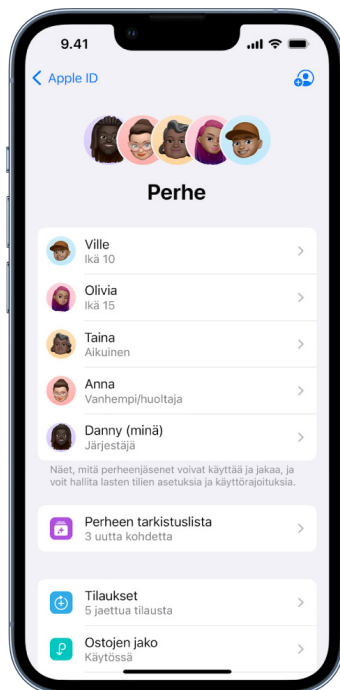 9.41
Apple ID
Perhe
Ville
Ikä 10
Olivia
Ikä 15
Taina
Aikuinen
Anna
Vanhempi/huoltaja
Danny (minä)
Järjestäjä
Näet, mitä perheenjäsenet voivat käyttää ja jakaa, ja
voit hallita lasten tilien asetuksia ja käyttörajoituksia.
Perheen tarkistuslista
3 uutta kohdetta
Tilaukset
5 jaettua tilausta
Ostojen jako
Käytössä